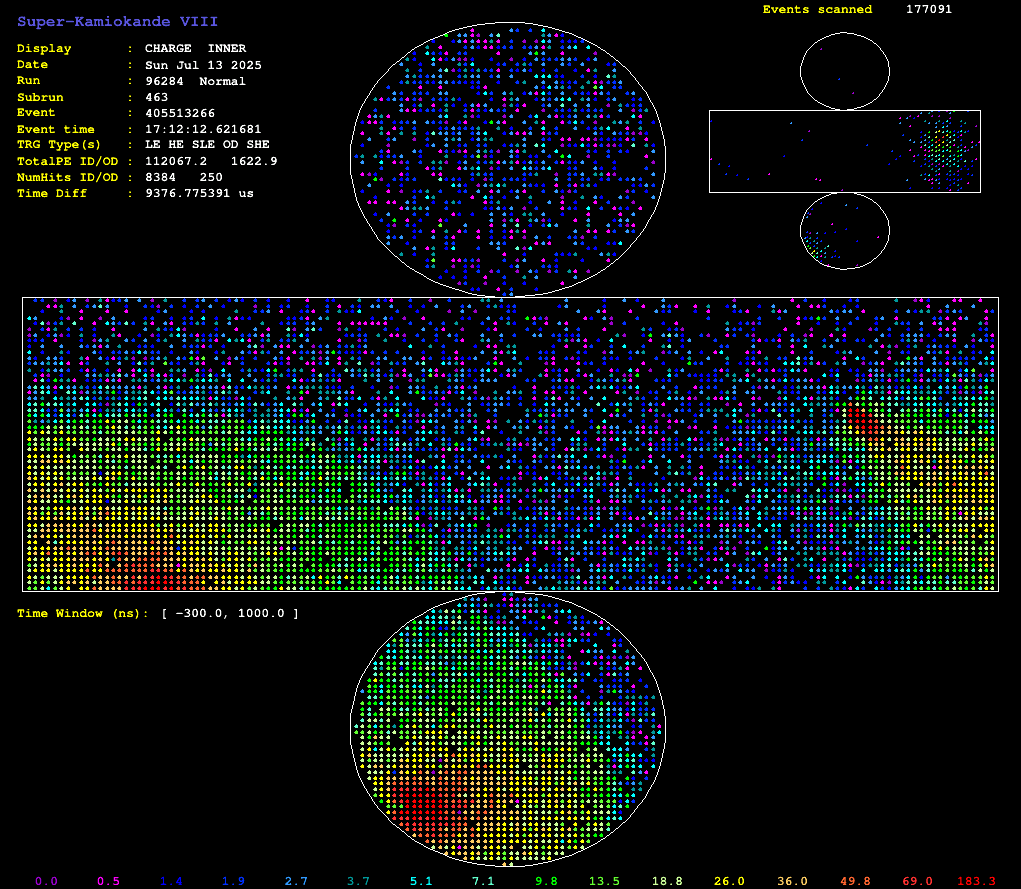 Super-Kamiokande VIII
Events scanned 177091
Display : CHARGE INNER
Date : Sun Jul 13 2025
Run : 96284 Normal
Subrun : 463
Event : 405513266
Event time : 17:12:12.621681
TRG Type(s) : LE HE SLE OD SHE
TotalPE ID/OD : 112067.2 1622.9
NumHits ID/OD : 8384 250
Time Diff : 9376.775391 us
Time Window (ns): [ -300.0, 1000.0 ]
0.0 0.5 1.4 1.9 2.7 3.7 5.1 7.1 9.8 13.5 18.8 26.0 36.0 49.8 69.0 183.3